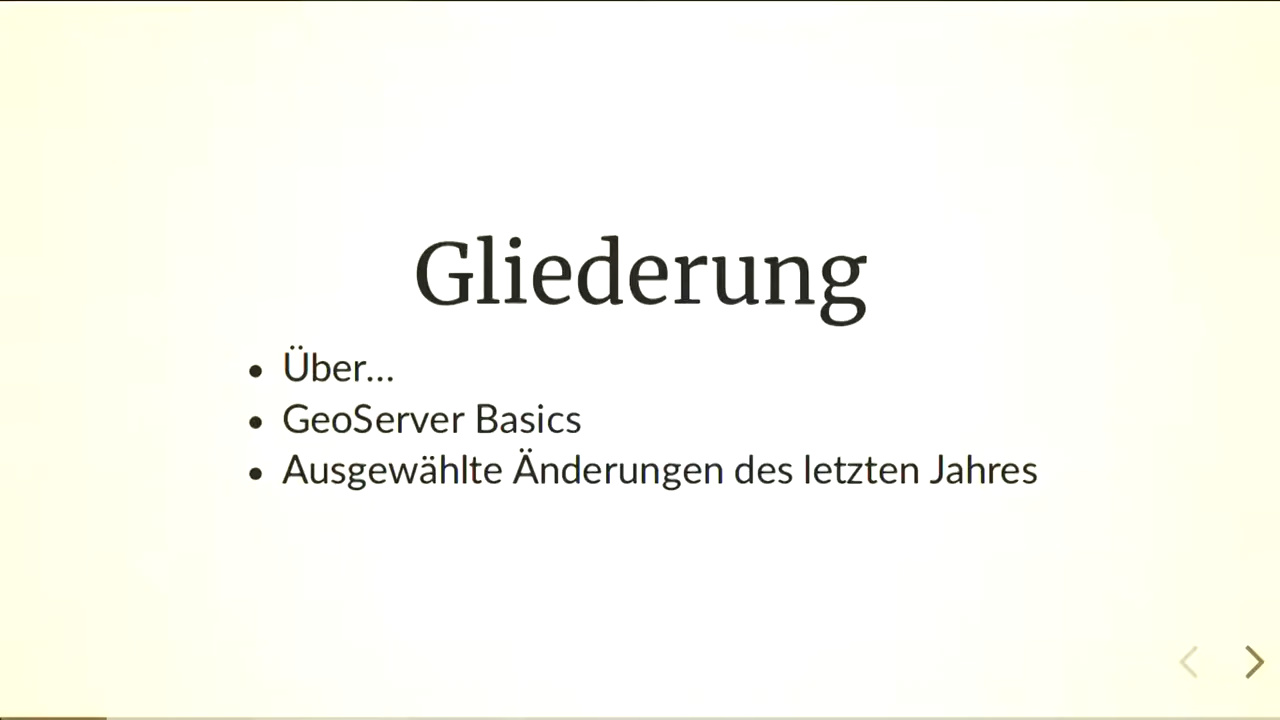 Gliederung
• Über...
• GeoServer Basics
• Ausgewählte Änderungen des letzten Jahres